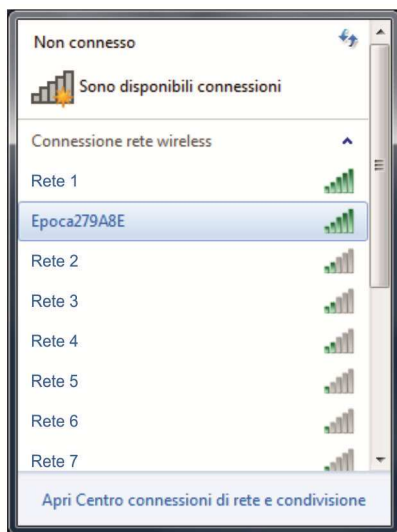 Non connesso
Sono disponibili connessioni
Connessione rete wireless
Rete 1
Epoca279A8E
Rete 2
Rete 3
Rete 4
Rete 5
Rete 6
Rete 7
Apri Centro connessioni di rete e condivisione